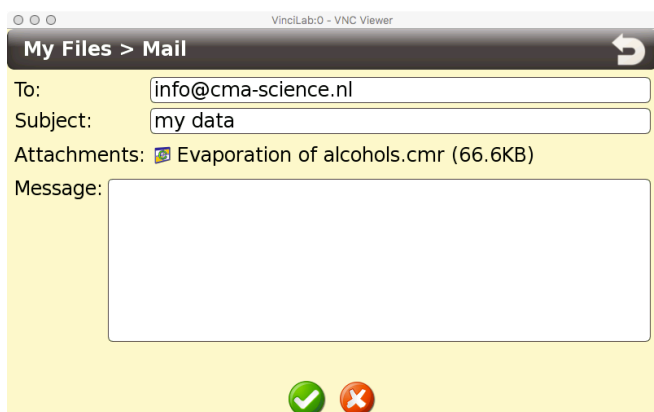 VinciLab:0 - VNC Viewer
My Files > Mail
To: info@cma-science.nl
Subject: my data
Attachments: Evaporation of alcohols.cmr (66.6KB)
Message: